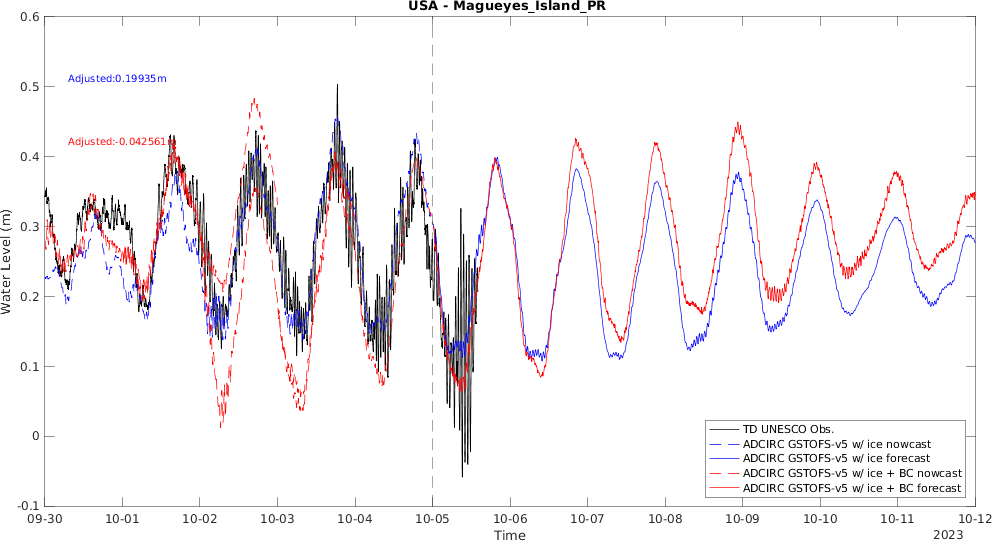 USA - Magueyes_Island_PR
0.6
0.5
0.4
0.3
0.2
0.1
0
-0.1
Water Level (m)
Adjusted:0.19935m
Adjusted:-0.042561m
TD UNESCO Obs.
ADCIRC GSTOFS-v5 w/ ice nowcast
ADCIRC GSTOFS-v5 w/ ice forecast
ADCIRC GSTOFS-v5 w/ ice + BC nowcast
ADCIRC GSTOFS-v5 w/ ice + BC forecast
09-30 10-01 10-02 10-03 10-04 10-05 10-06 10-07 10-08 10-09 10-10 10-11 10-12
Time
2023